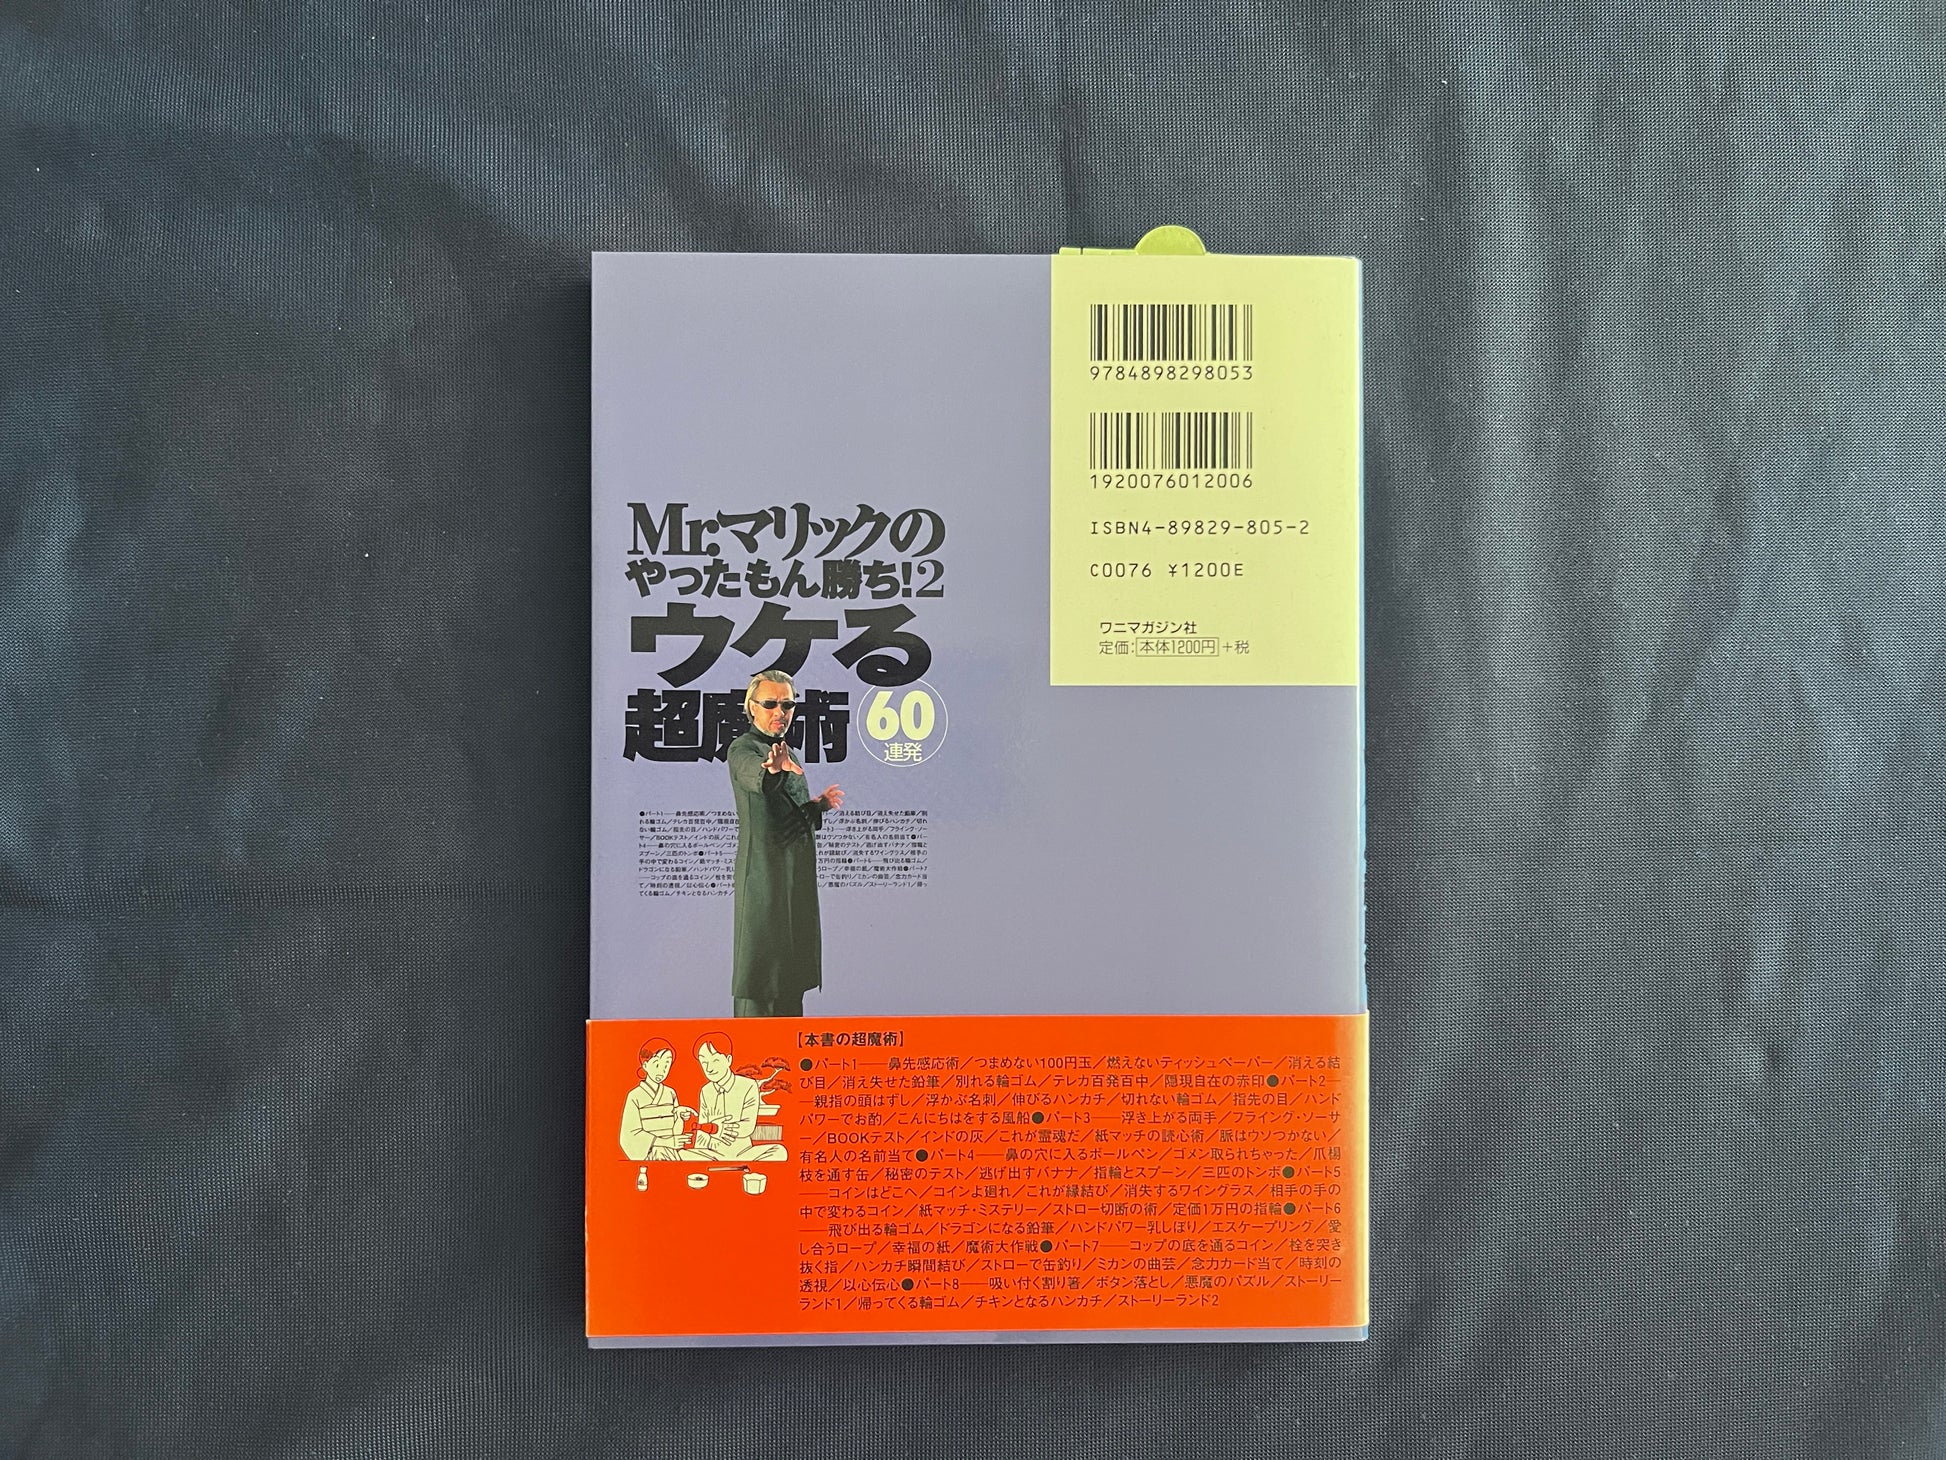 9784898298053
1920076012006
ISBN4-89829-805-2
C0076 ¥1200E
ワニマガジン社
定価:本体1200円+税
Mr.マリックの
やったもん勝ち!2
ウケる
超魔術
60
連発
【本書の超魔術】
●パート1──鼻先感応術／つまめない100円玉／燃えないティッシュペーパー／消える結
び目／消え失せた鉛筆／別れる輪ゴム／テレカ百発百中／隠現自在の赤印●パート2─
─親指の頭はずし／浮かぶ名刺／伸びるハンカチ／切れない輪ゴム／指先の目／ハンド
パワーでお酌／こんにちはをする風船●パート3──浮き上がる両手／フライング・ソーサ
ー／BOOKテスト／インドの灰／これが霊魂だ／紙マッチの読心術／脈はウソつかない／
有名人の名前当て●パート4──鼻の穴に入るボールペン／ゴメン取られちゃった／爪楊
枝を通す缶／秘密のテスト／逃げ出すバナナ／指輪とスプーン／三匹のトンボ●パート5
──コインはどこへ／コインよ廻れ／これが縁結び／消失するワイングラス／相手の手の
中で変わるコイン／紙マッチ・ミステリー／ストロー切断の術／定価1万円の指輪●パート6
──飛び出る輪ゴム／ドラゴンになる鉛筆／ハンドパワー乳しぼり／エスケープリング／愛
し合うロープ／幸福の紙／魔術大作戦●パート7──コップの底を通るコイン／栓を突き
抜く指／ハンカチ瞬間結び／ストローで缶釣り／ミカンの曲芸／念力カード当て／時刻の
透視／以心伝心●パート8──吸い付く割り箸／ボタン落とし／悪魔のパズル／ストーリー
ランド1／帰ってくる輪ゴム／チキンとなるハンカチ／ストーリーランド2